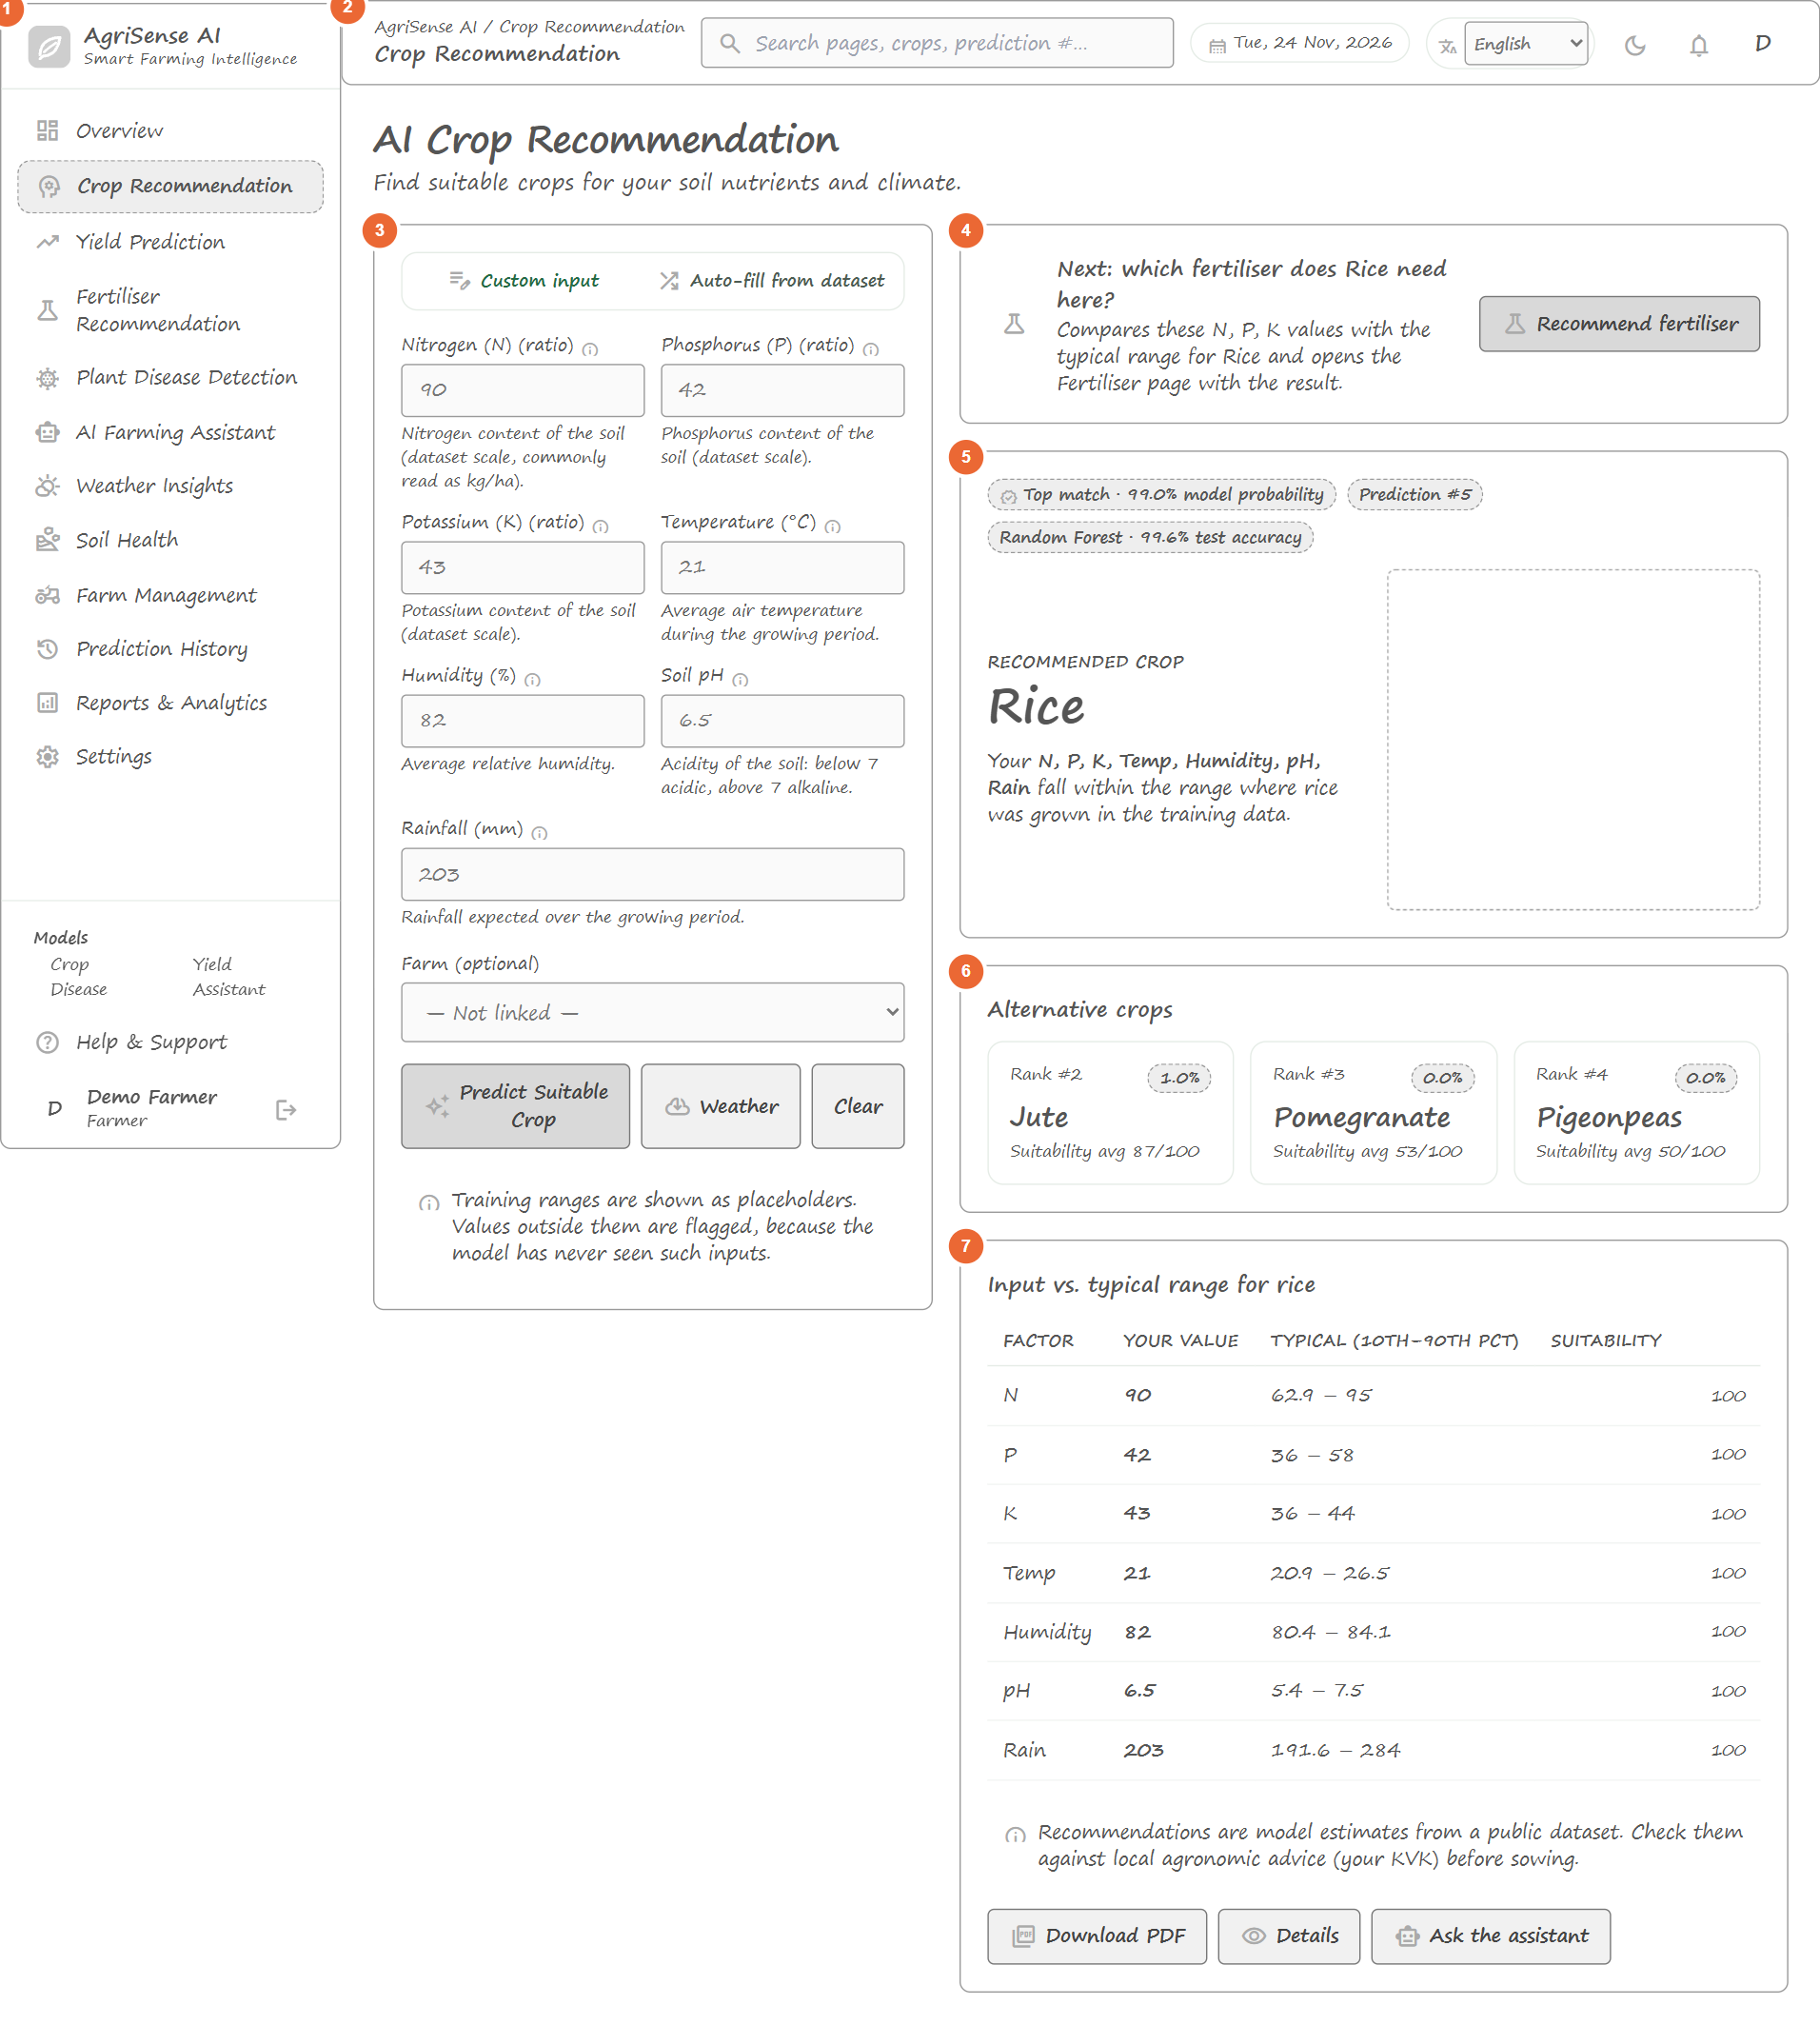 1
AgriSense AI
Smart Farming Intelligence
Overview
Crop Recommendation
Yield Prediction
Fertiliser
Recommendation
Plant Disease Detection
AI Farming Assistant
Weather Insights
Soil Health
Farm Management
Prediction History
Reports & Analytics
Settings
Models
Crop Yield
Disease Assistant
Help & Support
D Demo Farmer
Farmer
2
AgriSense AI / Crop Recommendation
Crop Recommendation
Search pages, crops, prediction #...
Tue, 24 Nov, 2026
English
D
AI Crop Recommendation
Find suitable crops for your soil nutrients and climate.
3
Custom input Auto-fill from dataset
Nitrogen (N) (ratio)
90
Nitrogen content of the soil
(dataset scale, commonly
read as kg/ha).
Phosphorus (P) (ratio)
42
Phosphorus content of the
soil (dataset scale).
Potassium (K) (ratio)
43
Potassium content of the soil
(dataset scale).
Temperature (°C)
21
Average air temperature
during the growing period.
Humidity (%)
82
Average relative humidity.
Soil pH
6.5
Acidity of the soil: below 7
acidic, above 7 alkaline.
Rainfall (mm)
203
Rainfall expected over the growing period.
Farm (optional)
— Not linked —
Predict Suitable
Crop
Weather
Clear
Training ranges are shown as placeholders.
Values outside them are flagged, because the
model has never seen such inputs.
4
Next: which fertiliser does Rice need
here?
Compares these N, P, K values with the
typical range for Rice and opens the
Fertiliser page with the result.
Recommend fertiliser
5
Top match · 99.0% model probability
Prediction #5
Random Forest · 99.6% test accuracy
RECOMMENDED CROP
Rice
Your N, P, K, Temp, Humidity, pH,
Rain fall within the range where rice
was grown in the training data.
6
Alternative crops
Rank #2 1.0%
Jute
Suitability avg 87/100
Rank #3 0.0%
Pomegranate
Suitability avg 53/100
Rank #4 0.0%
Pigeonpeas
Suitability avg 50/100
7
Input vs. typical range for rice
FACTOR YOUR VALUE TYPICAL (10TH–90TH PCT) SUITABILITY
N 90 62.9 – 95 100
P 42 36 – 58 100
K 43 36 – 44 100
Temp 21 20.9 – 26.5 100
Humidity 82 80.4 – 84.1 100
pH 6.5 5.4 – 7.5 100
Rain 203 191.6 – 284 100
Recommendations are model estimates from a public dataset. Check them
against local agronomic advice (your KVK) before sowing.
Download PDF
Details
Ask the assistant